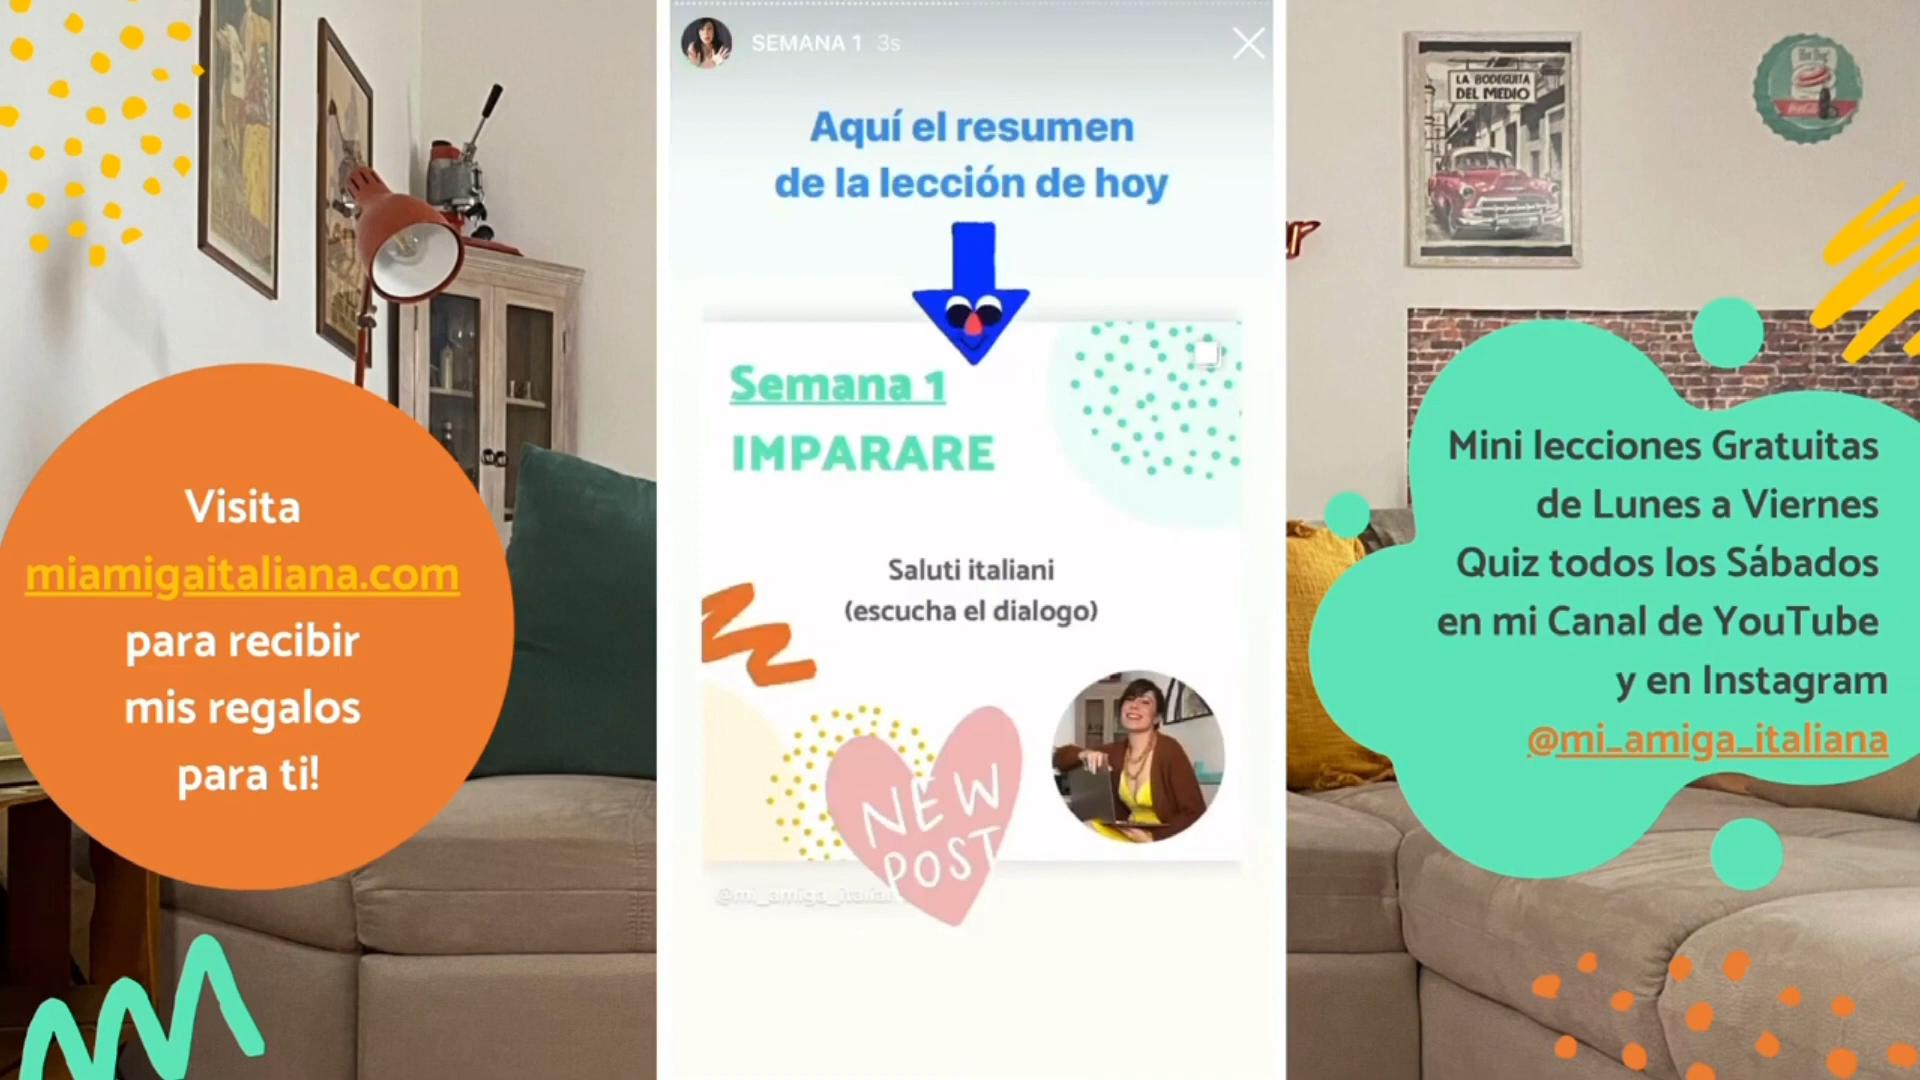 Visita
miamigaitaliana.com
para recibir
mis regalos
para ti!
SEMANA 1 3s
Aquí el resumen
de la lección de hoy
Semana 1
IMPARARE
Saluti italiani
(escucha el dialogo)
NEW
POST
@mi_amiga_italian
LA BODEGUITA
DEL MEDIO
Mini lecciones Gratuitas
de Lunes a Viernes
Quiz todos los Sábados
en mi Canal de YouTube
y en Instagram
@mi_amiga_italiana